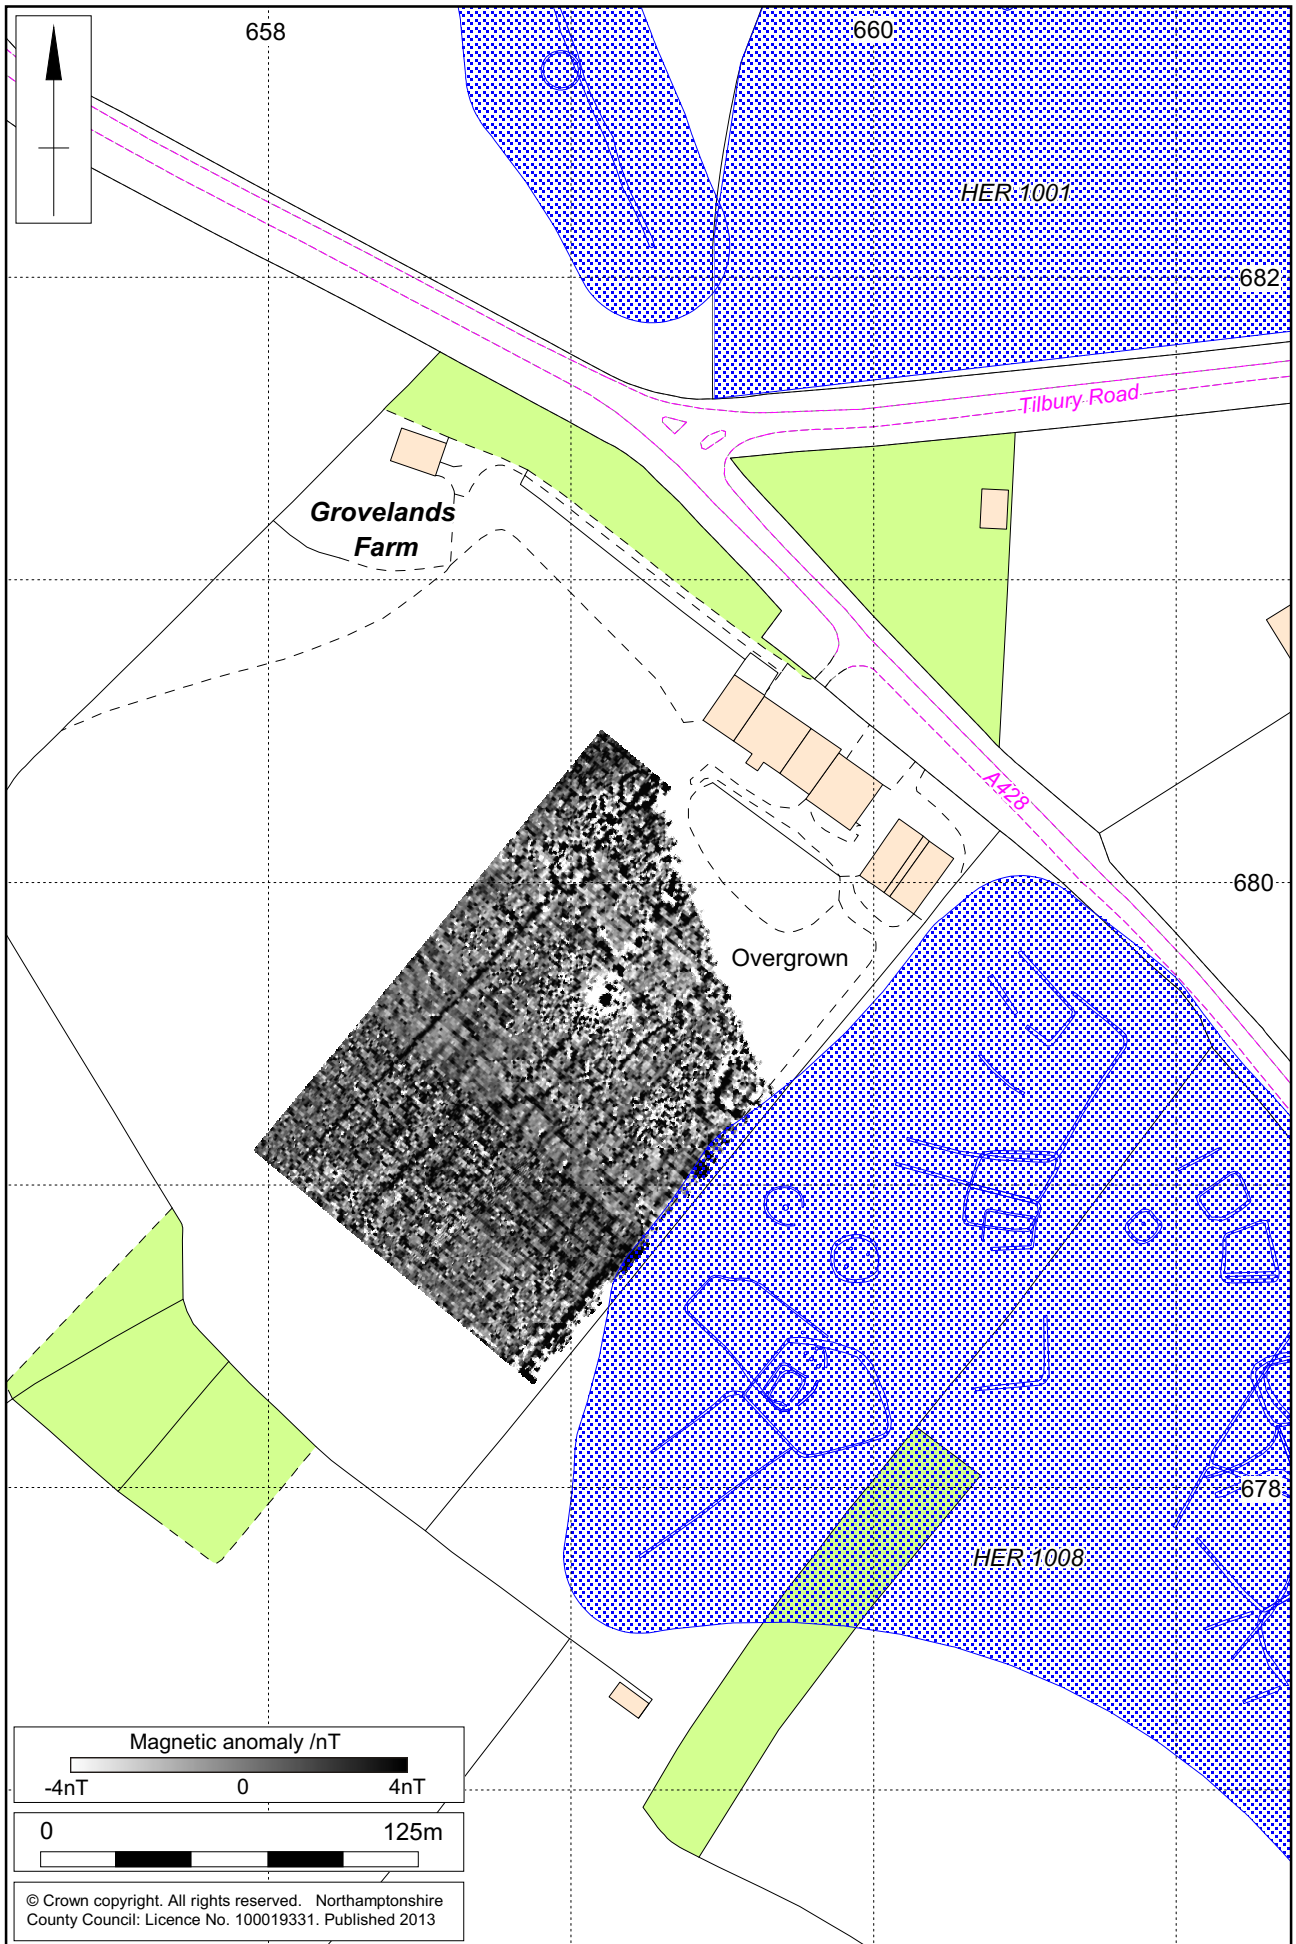 658
660
HER 1001
682
Tilbury Road
Grovelands
Farm
A428
680
Overgrown
678
HER 1008
Magnetic anomaly /nT
-4nT 0 4nT
0 125m
© Crown copyright. All rights reserved. Northamptonshire
County Council: Licence No. 100019331. Published 2013